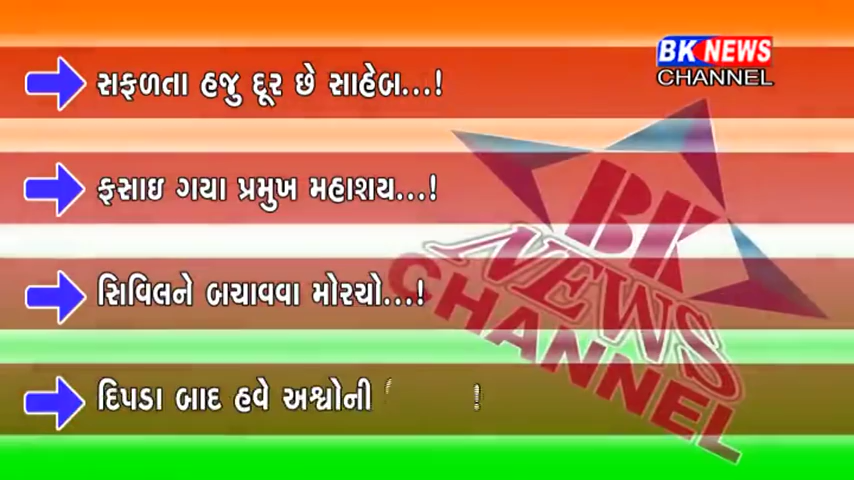 BK NEWS
CHANNEL
સફળતા હજુ દૂર છે સાહેબ...!
ફસાઇ ગયા પ્રમુખ મહાશય...!
સિવિલને બચાવવા મોરચો...!
દિપડા બાદ હવે અશ્વોની !
BK
NEWS
CHANNEL